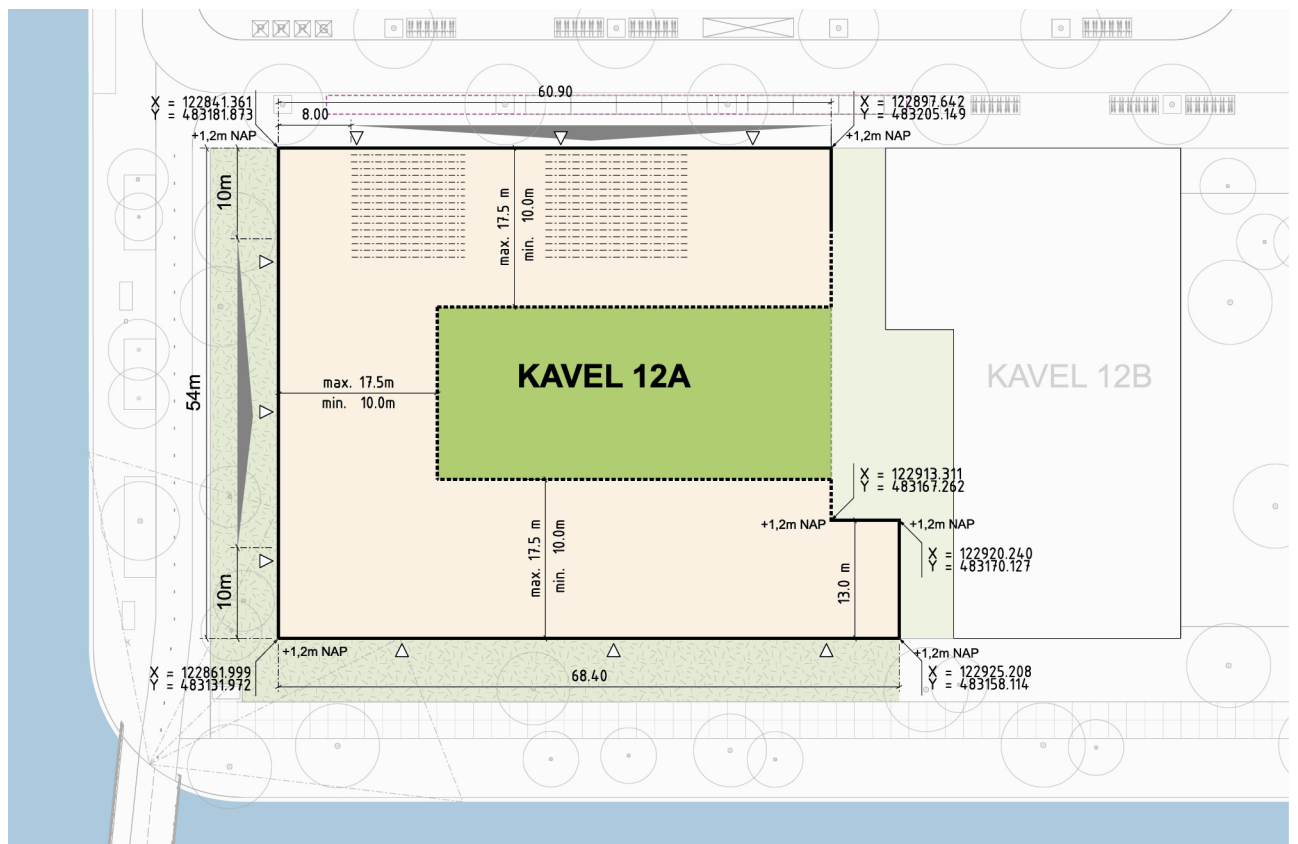 P P P G
60.90
X = 122841.361
Y = 483181.873
X = 122897.642
Y = 483205.149
8.00
+1,2m NAP
+1,2m NAP
10m
max. 17.5 m
min. 10.0m
KAVEL 12A
KAVEL 12B
max. 17.5m
min. 10.0m
54m
X = 122913.311
Y = 483167.262
+1,2m NAP
+1,2m NAP
max. 17.5 m
min. 10.0m
X = 122920.240
Y = 483170.127
13.0 m
10m
+1,2m NAP
+1,2m NAP
X = 122861.999
Y = 483131.972
68.40
X = 122925.208
Y = 483158.114